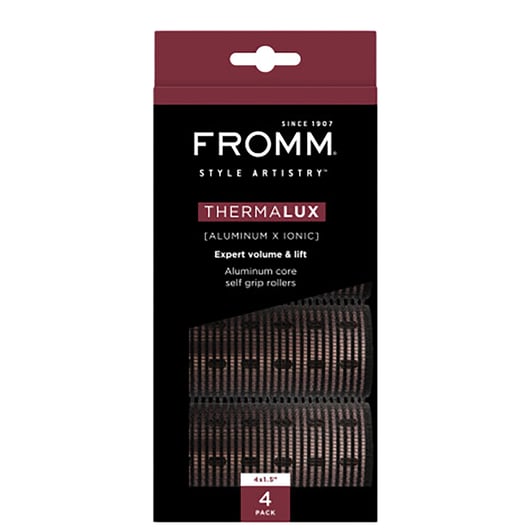 SINCE 1907
FROMM®
STYLE ARTISTRY™
THERMALUX
[ALUMINUM X IONIC]
Expert volume & lift
Aluminum core
self grip rollers
4x1.5"
4
PACK